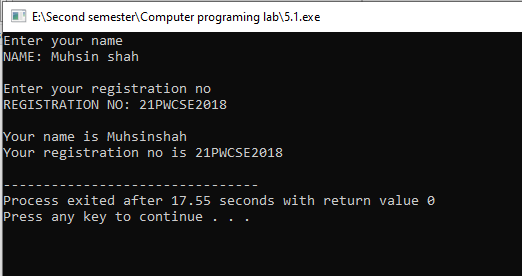 E:\Second semester\Computer programing lab\5.1.exe
Enter your name
NAME: Muhsin shah
Enter your registration no
REGISTRATION NO: 21PWCSE2018
Your name is Muhsinshah
Your registration no is 21PWCSE2018
--------------------------------
Process exited after 17.55 seconds with return value 0
Press any key to continue . . .